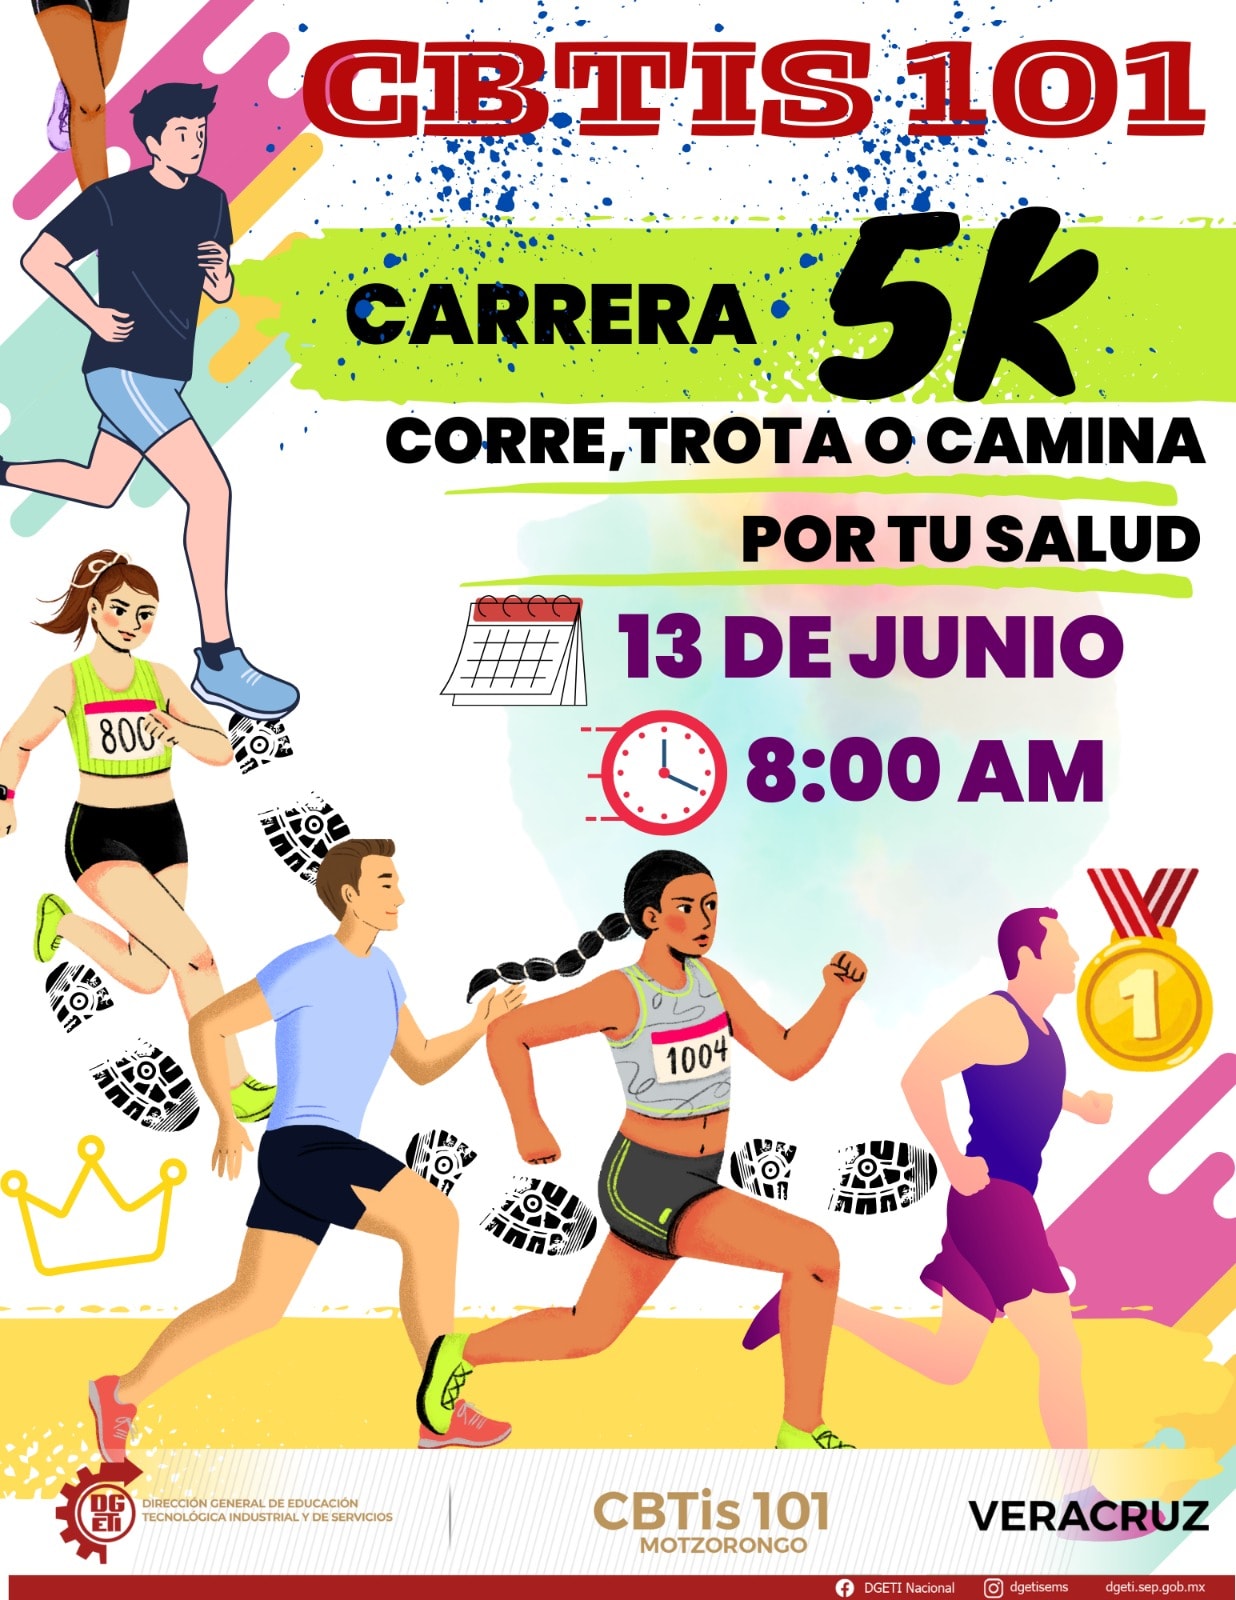 CBTIS 101
CARRERA 5K
CORRE, TROTA O CAMINA
POR TU SALUD
13 DE JUNIO
8:00 AM
800
1004
1
DGETI
DIRECCIÓN GENERAL DE EDUCACIÓN
TECNOLÓGICA INDUSTRIAL Y DE SERVICIOS
CBTis 101
MOTZORONGO
VERACRUZ
DGETI Nacional dgetisems dgeti.sep.gob.mx